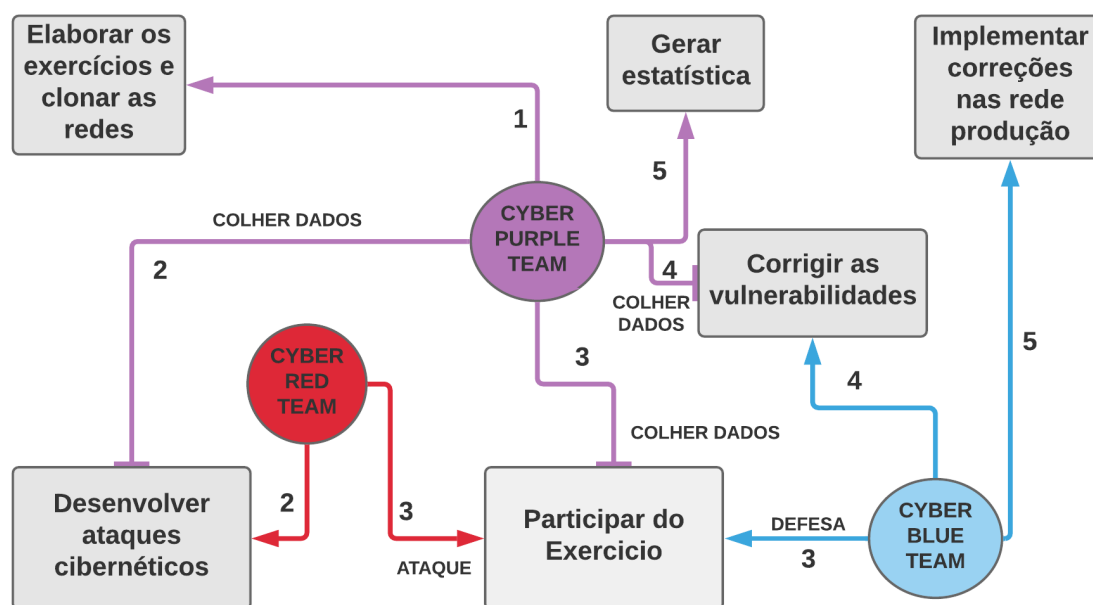 Elaborar os
exercícios e
clonar as
redes
Gerar
estatística
Implementar
correções
nas rede
produção
1
5
CYBER
PURPLE
TEAM
COLHER DADOS
2
4
COLHER
DADOS
Corrigir as
vulnerabilidades
3
5
CYBER
RED
TEAM
4
COLHER DADOS
2
3
Desenvolver
ataques
cibernéticos
ATAQUE
Participar do
Exercicio
DEFESA
3
CYBER
BLUE
TEAM